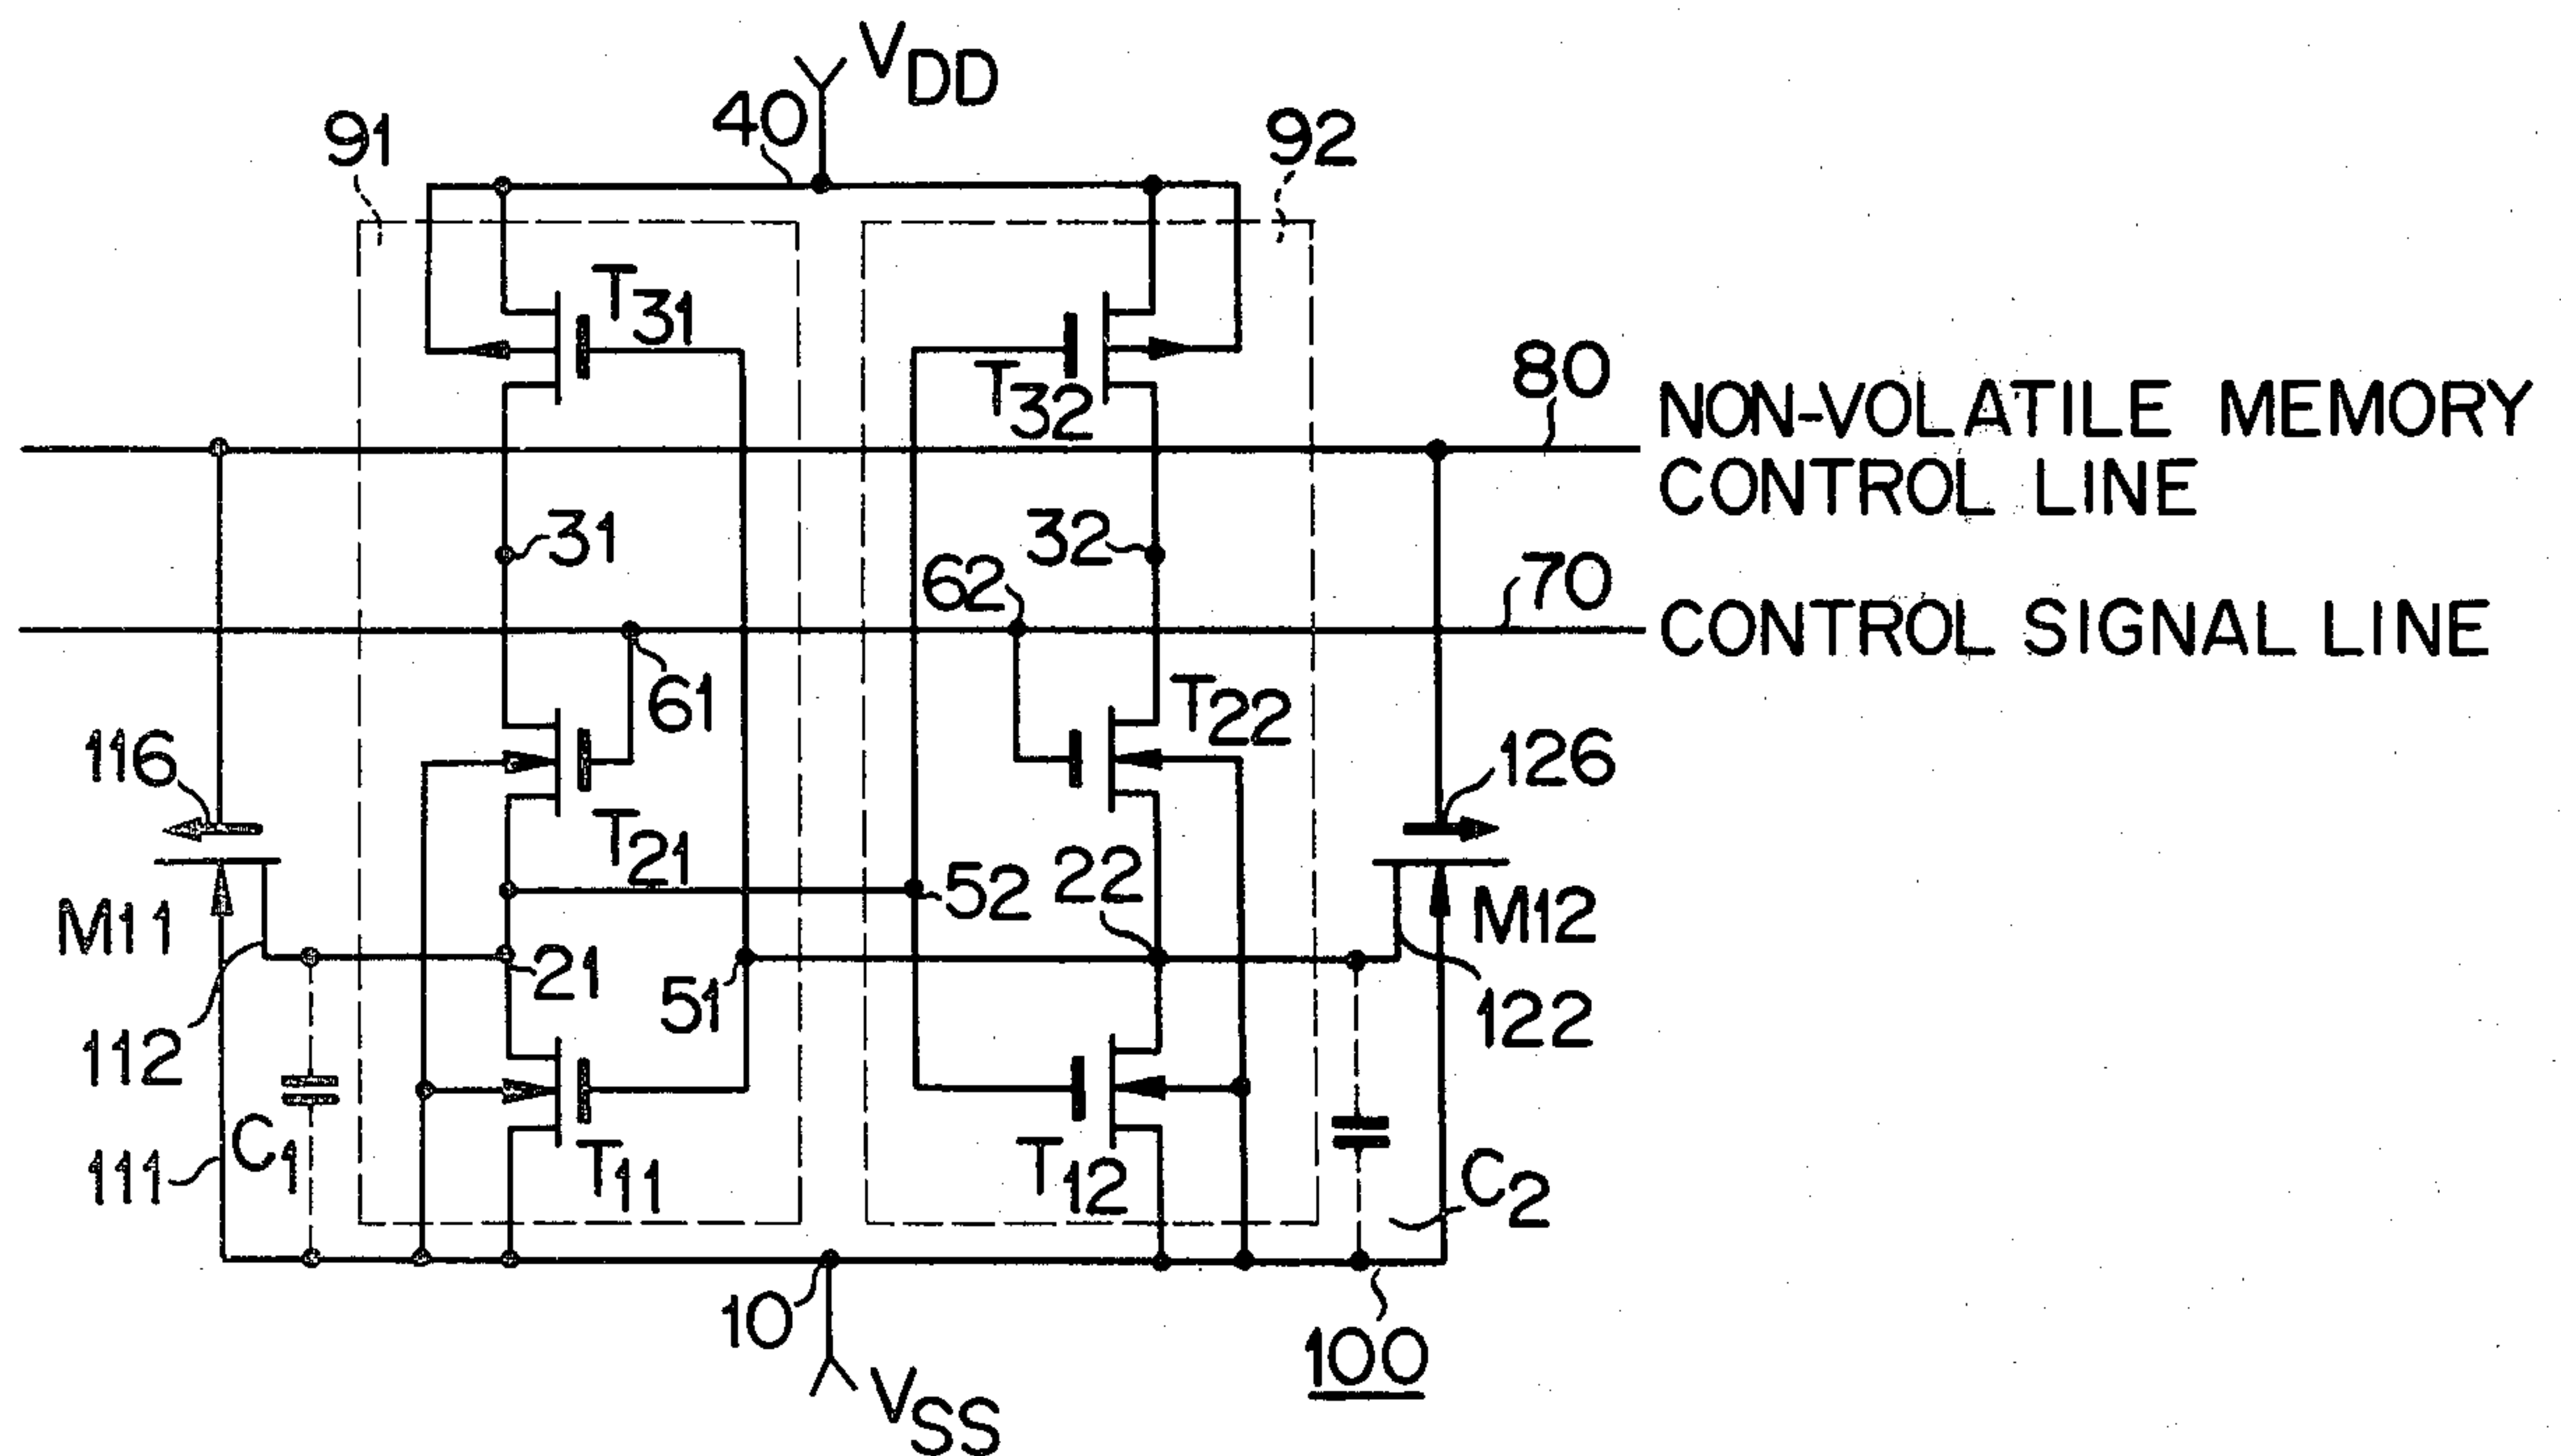 VDD
40
91
92
T31
T32
80
NON-VOLATILE MEMORY
CONTROL LINE
31
32
62
70
CONTROL SIGNAL LINE
61
T22
116
126
T21
22
52
M11
M12
21
51
112
122
C1
111
T11
T12
C2
10
100
VSS